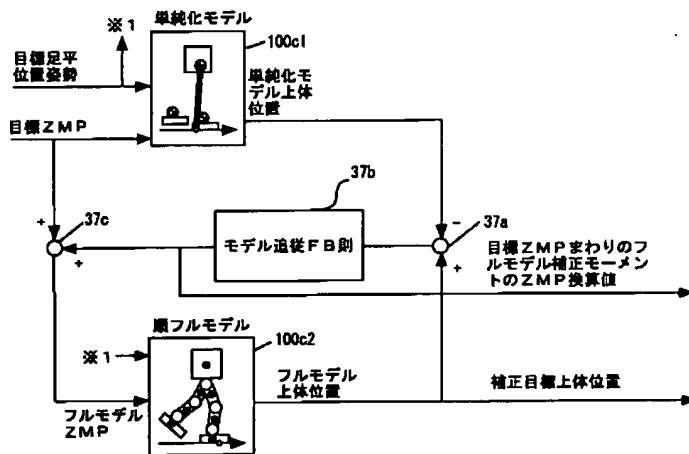 単純化モデル
※1
100c1
目標足平
位置姿勢
単純化モ
デル上体
位置
目標ZMP
37b
+
37c
+
モデル追従FB則
-
37a
+
目標ZMPまわりのフ
ルモデル補正モーメン
トのZMP換算値
順フルモデル
※1
100c2
フルモデル
上体位置
補正目標上体位置
フルモデル
ZMP